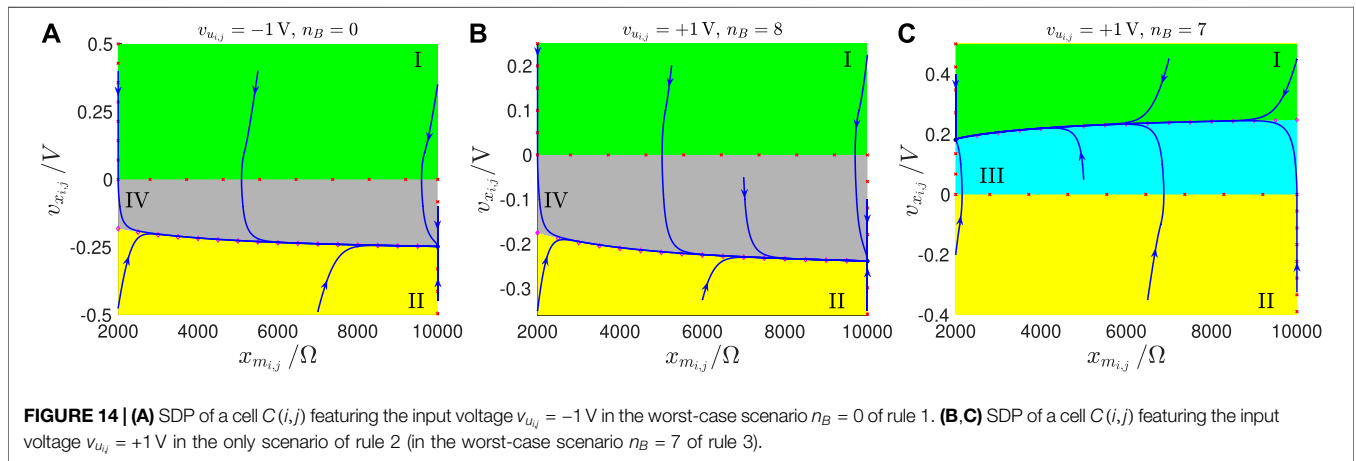 A
v_{u_{i,j}} = −1 V, n_B = 0
v_{x_{i,j}} /V
0.5
0.25
0
-0.25
-0.5
I
IV
II
2000 4000 6000 8000 10000
x_{m_{i,j}} /Ω
B
v_{u_{i,j}} = +1 V, n_B = 8
v_{x_{i,j}} /V
0.2
0.1
0
-0.1
-0.2
-0.3
I
IV
II
2000 4000 6000 8000 10000
x_{m_{i,j}} /Ω
C
v_{u_{i,j}} = +1 V, n_B = 7
v_{x_{i,j}} /V
0.4
0.2
0
-0.2
-0.4
I
III
II
2000 4000 6000 8000 10000
x_{m_{i,j}} /Ω
FIGURE 14 | (A) SDP of a cell C(i,j) featuring the input voltage v_{u_{i,j}} = −1 V in the worst-case scenario n_B = 0 of rule 1. (B,C) SDP of a cell C(i,j) featuring the input
voltage v_{u_{i,j}} = +1 V in the only scenario of rule 2 (in the worst-case scenario n_B = 7 of rule 3).